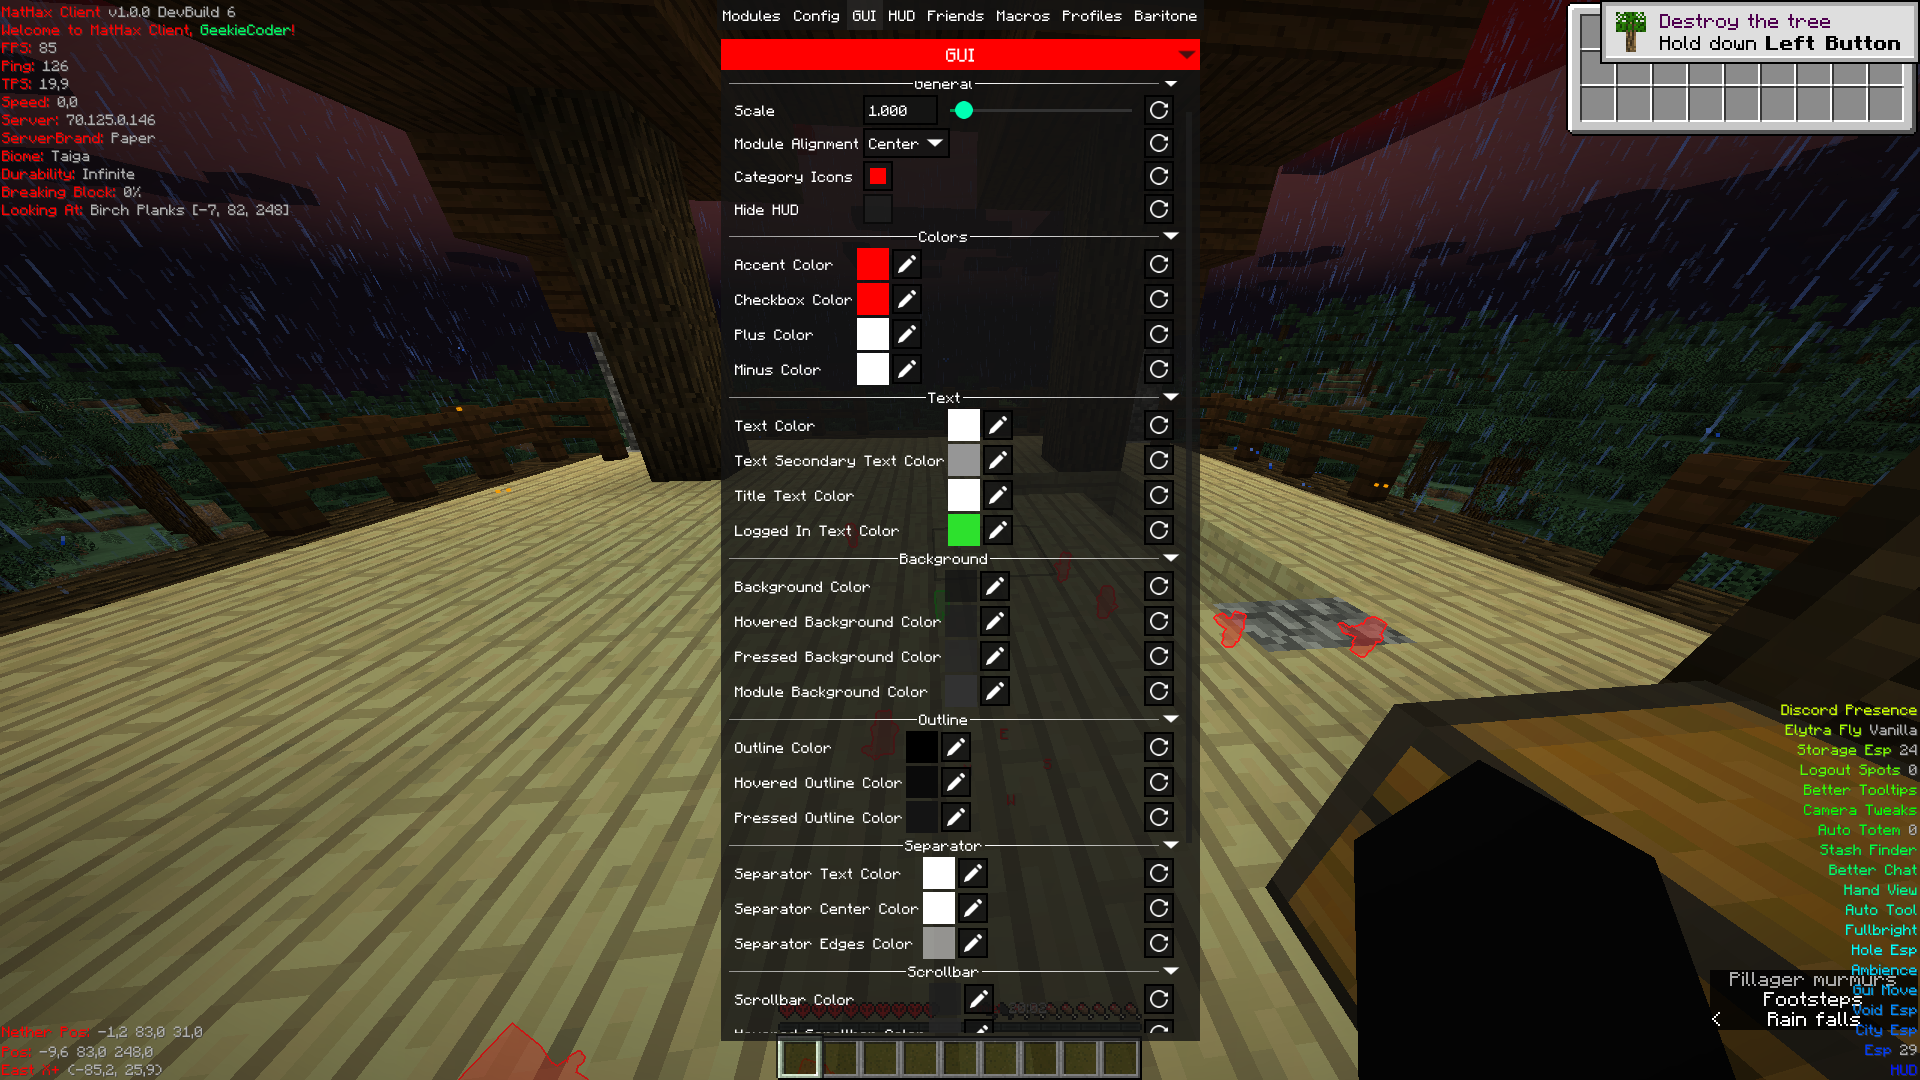 MatHax Client v1.0.0 DevBuild 6
Welcome to MatHax Client, GeekieCoder!
FPS: 85
Ping: 126
TPS: 19,9
Speed: 0,0
Server: 70.125.0.146
ServerBrand: Paper
Biome: Taiga
Durability: Infinite
Breaking Block: 0%
Looking At: Birch Planks [-7, 82, 248]
Modules Config GUI HUD Friends Macros Profiles Baritone
GUI
General
Scale 1.000
Module Alignment Center
Category Icons
Hide HUD
Colors
Accent Color
Checkbox Color
Plus Color
Minus Color
Text
Text Color
Text Secondary Text Color
Title Text Color
Logged In Text Color
Background
Background Color
Hovered Background Color
Pressed Background Color
Module Background Color
Outline
Outline Color
Hovered Outline Color
Pressed Outline Color
Separator
Separator Text Color
Separator Center Color
Separator Edges Color
Scrollbar
Scrollbar Color
Hovered Scrollbar Color
Destroy the tree
Hold down Left Button
Discord Presence
Elytra Fly Vanilla
Storage Esp 24
Logout Spots 0
Better Tooltips
Camera Tweaks
Auto Totem 0
Stash Finder
Better Chat
Hand View
Auto Tool
Fullbright
Hole Esp
Ambience
Gui Move
Void Esp
City Esp
Esp 29
HUD
Pillager murmurs
Footsteps
< Rain falls
Nether Pos: -1,2 83,0 31,0
Pos: -9,6 83,0 248,0
East X+ (-85,2, 25,9)